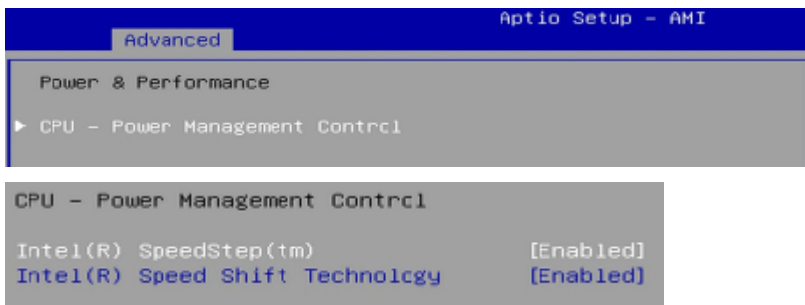 Aptio Setup – AMI
Advanced
Power & Performance
► CPU – Power Management Control
CPU – Power Management Control
Intel(R) SpeedStep(tm) [Enabled]
Intel(R) Speed Shift Technology [Enabled]